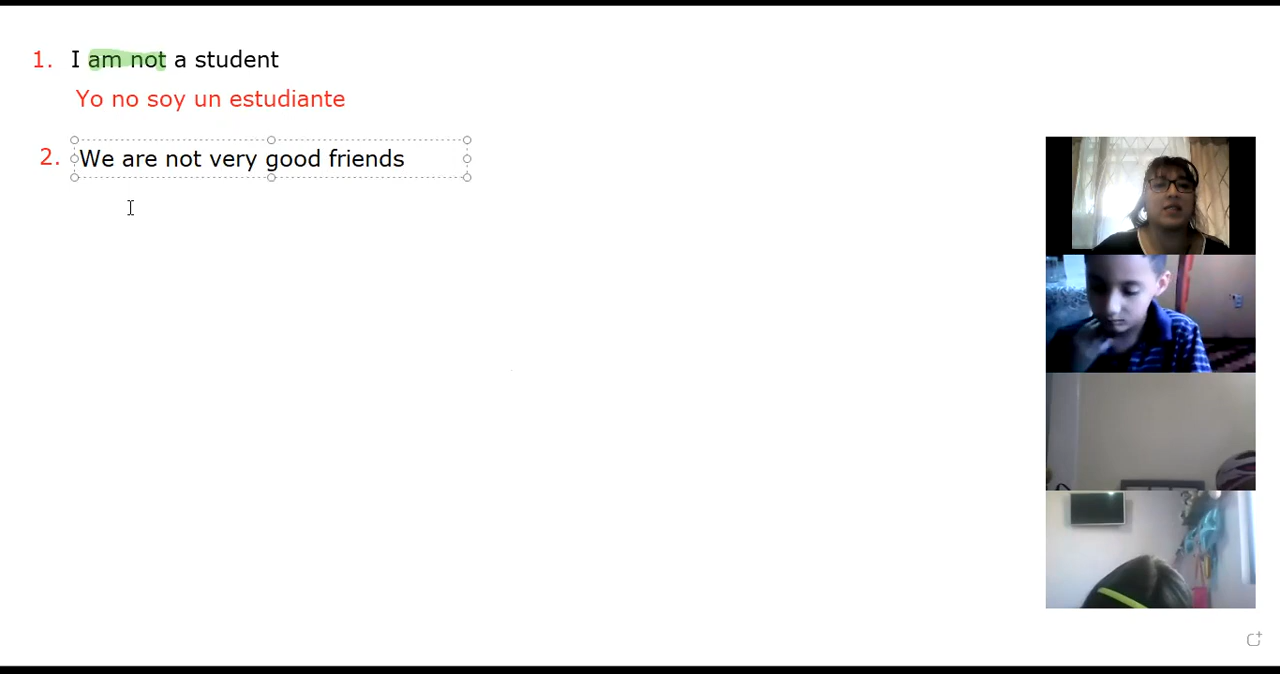 1. I am not a student
Yo no soy un estudiante
2. We are not very good friends